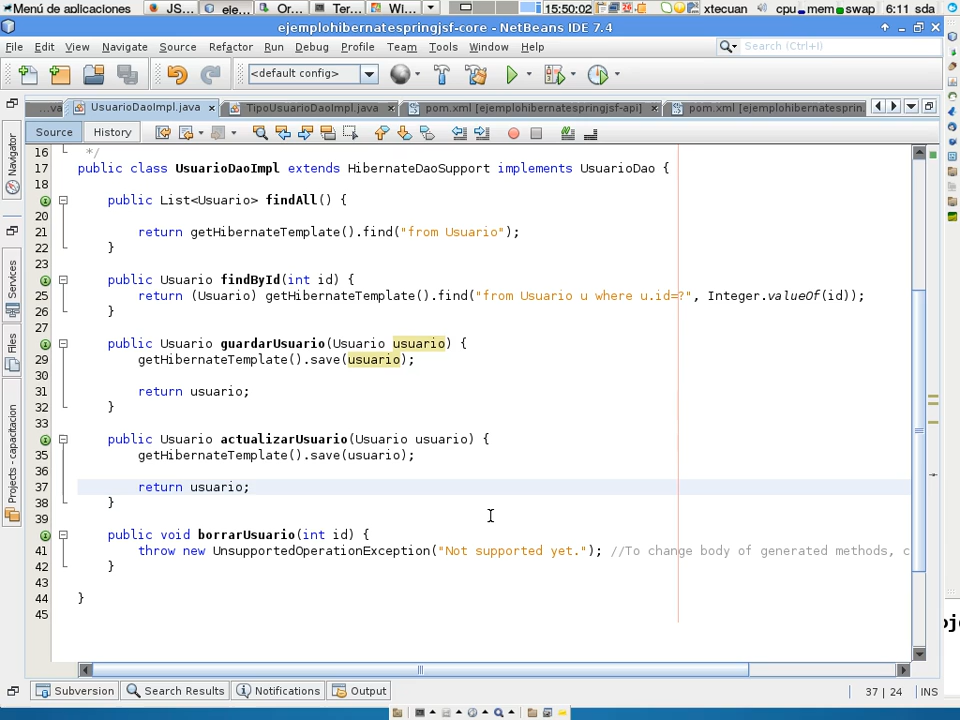 Menú de aplicaciones JS... ele... Or... Ter... Wi... 15:50:02 xtecuan cpu mem swap 6:11 sda
ejemplohibernatespringjsf-core - NetBeans IDE 7.4
File Edit View Navigate Source Refactor Run Debug Profile Team Tools Window Help Search (Ctrl+I)
<default config>
...va UsuarioDaoImpl.java TipoUsuarioDaoImpl.java pom.xml [ejemplohibernatespringjsf-api] pom.xml [ejemplohibernatesprin
Source History
Navigator
Services
Files
Projects - capacitacion
16 */
17 public class UsuarioDaoImpl extends HibernateDaoSupport implements UsuarioDao {
18
public List<Usuario> findAll() {
20
21 return getHibernateTemplate().find("from Usuario");
22 }
23
public Usuario findById(int id) {
25 return (Usuario) getHibernateTemplate().find("from Usuario u where u.id=?", Integer.valueOf(id));
26 }
27
public Usuario guardarUsuario(Usuario usuario) {
29 getHibernateTemplate().save(usuario);
30
31 return usuario;
32 }
33
public Usuario actualizarUsuario(Usuario usuario) {
35 getHibernateTemplate().save(usuario);
36
37 return usuario;
38 }
39
public void borrarUsuario(int id) {
41 throw new UnsupportedOperationException("Not supported yet."); //To change body of generated methods, c
42 }
43
44 }
45
Subversion Search Results Notifications Output 37 | 24 INS